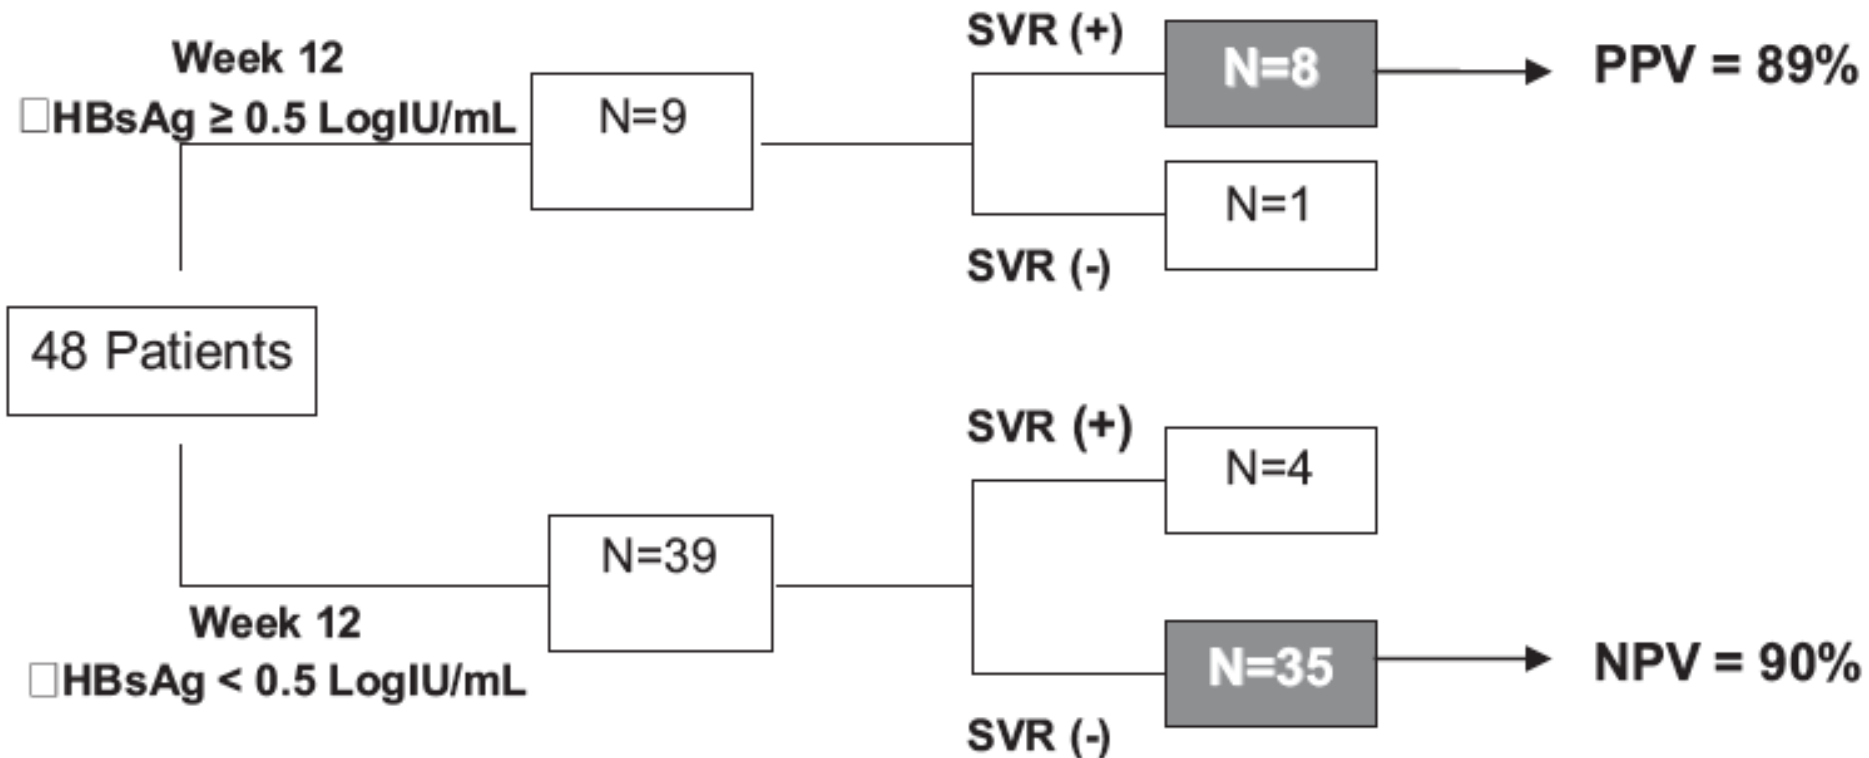 Week 12
□HBsAg ≥ 0.5 LogIU/mL
N=9
SVR (+)
N=8
PPV = 89%
N=1
SVR (-)
48 Patients
SVR (+)
N=4
N=39
Week 12
□HBsAg < 0.5 LogIU/mL
N=35
NPV = 90%
SVR (-)